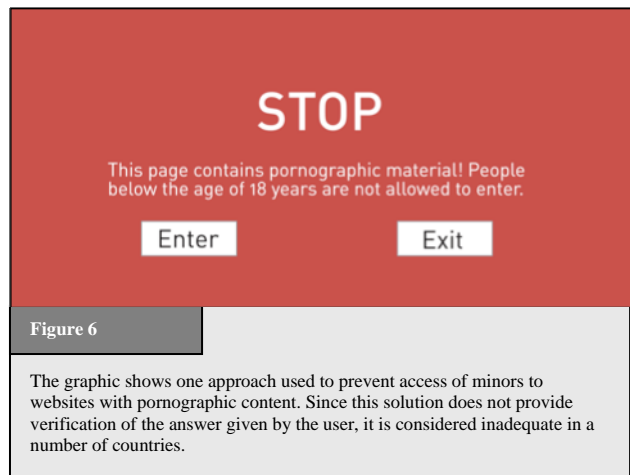 STOP
This page contains pornographic material! People
below the age of 18 years are not allowed to enter.
Enter Exit
Figure 6
The graphic shows one approach used to prevent access of minors to
websites with pornographic content. Since this solution does not provide
verification of the answer given by the user, it is considered inadequate in a
number of countries.